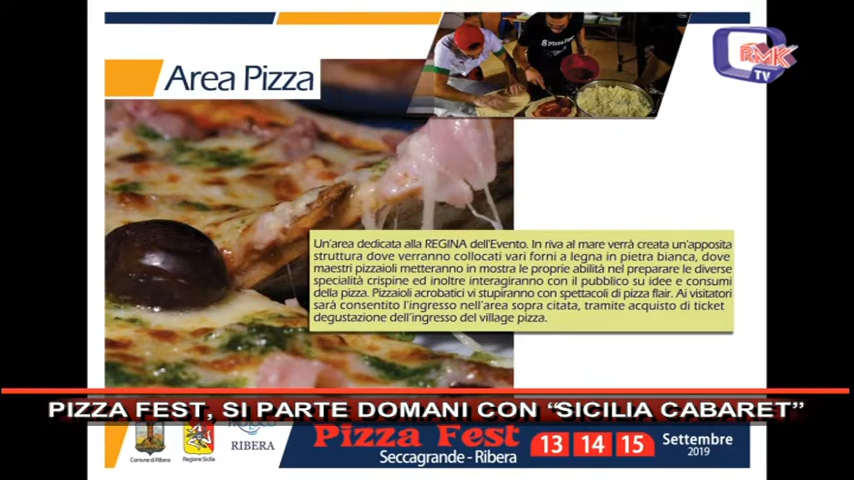 RMK
TV
8°Pizza Fest
Area Pizza
Un'area dedicata alla REGINA dell'Evento. In riva al mare verrà creata un'apposita
struttura dove verranno collocati vari forni a legna in pietra bianca, dove
maestri pizzaioli metteranno in mostra le proprie abilità nel preparare le diverse
specialità crispine ed inoltre interagiranno con il pubblico su idee e consumi
della pizza. Pizzaioli acrobatici vi stupiranno con spettacoli di pizza flair. Ai visitatori
sarà consentito l'ingresso nell'area sopra citata, tramite acquisto di ticket
degustazione dell'ingresso del village pizza.
PIZZA FEST, SI PARTE DOMANI CON “SICILIA CABARET”
Comune di Ribera
Regione Sicilia
RIBERA
Pizza Fest
Seccagrande - Ribera
13 14 15
Settembre
2019